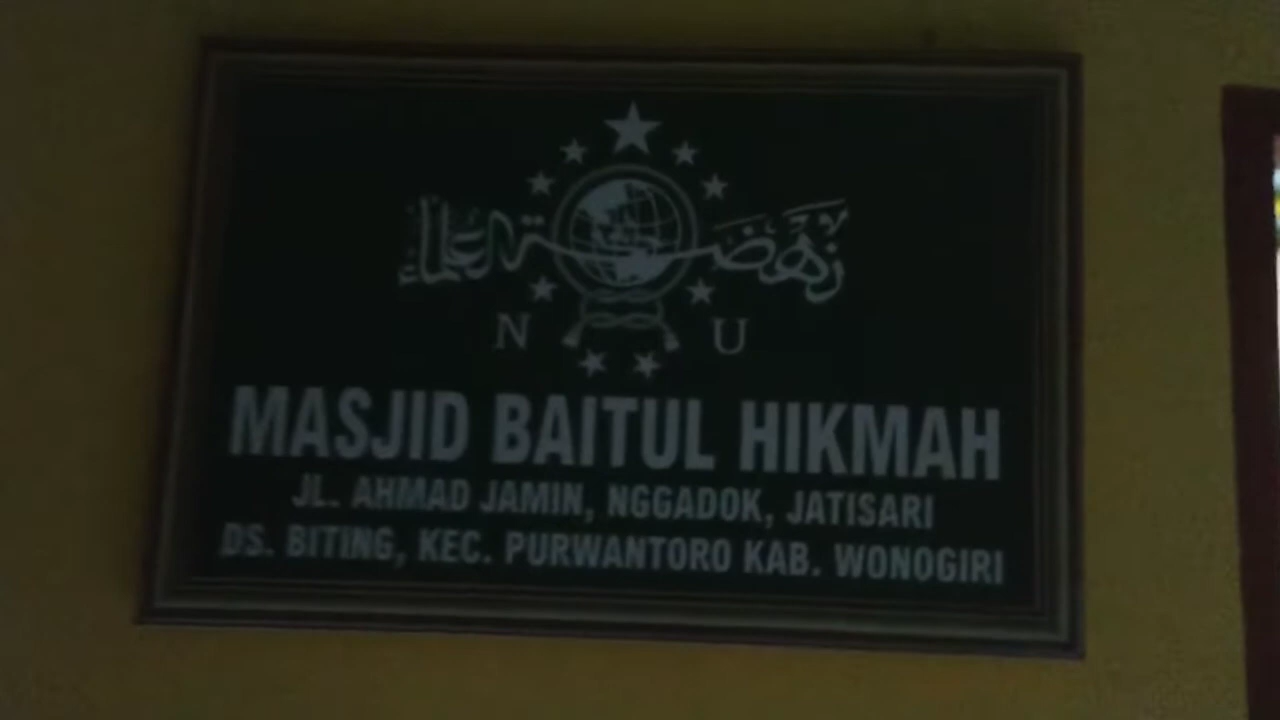 نهضة العلماء
N U
MASJID BAITUL HIKMAH
JL. AHMAD JAMIN, NGGADOK, JATISARI
DS. BITING, KEC. PURWANTORO KAB. WONOGIRI